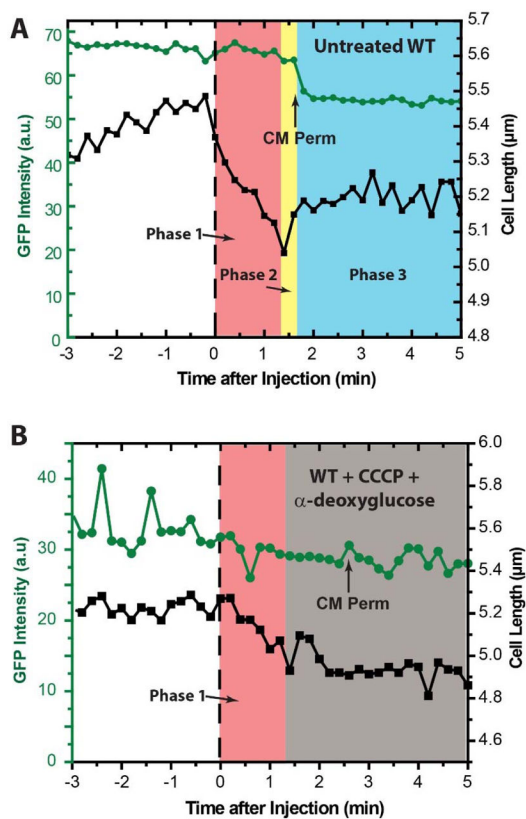 A
Untreated WT
CM Perm
Phase 1
Phase 2
Phase 3
GFP Intensity (a.u.)
70
60
50
40
30
20
10
0
Cell Length (µm)
5.7
5.6
5.5
5.4
5.3
5.2
5.1
5.0
4.9
4.8
-3 -2 -1 0 1 2 3 4 5
Time after Injection (min)
B
WT + CCCP +
α-deoxyglucose
CM Perm
Phase 1
GFP Intensity (a.u)
40
30
20
10
0
Cell Length (µm)
6.0
5.8
5.6
5.4
5.2
5.0
4.8
4.6
4.5
-3 -2 -1 0 1 2 3 4 5
Time after Injection (min)